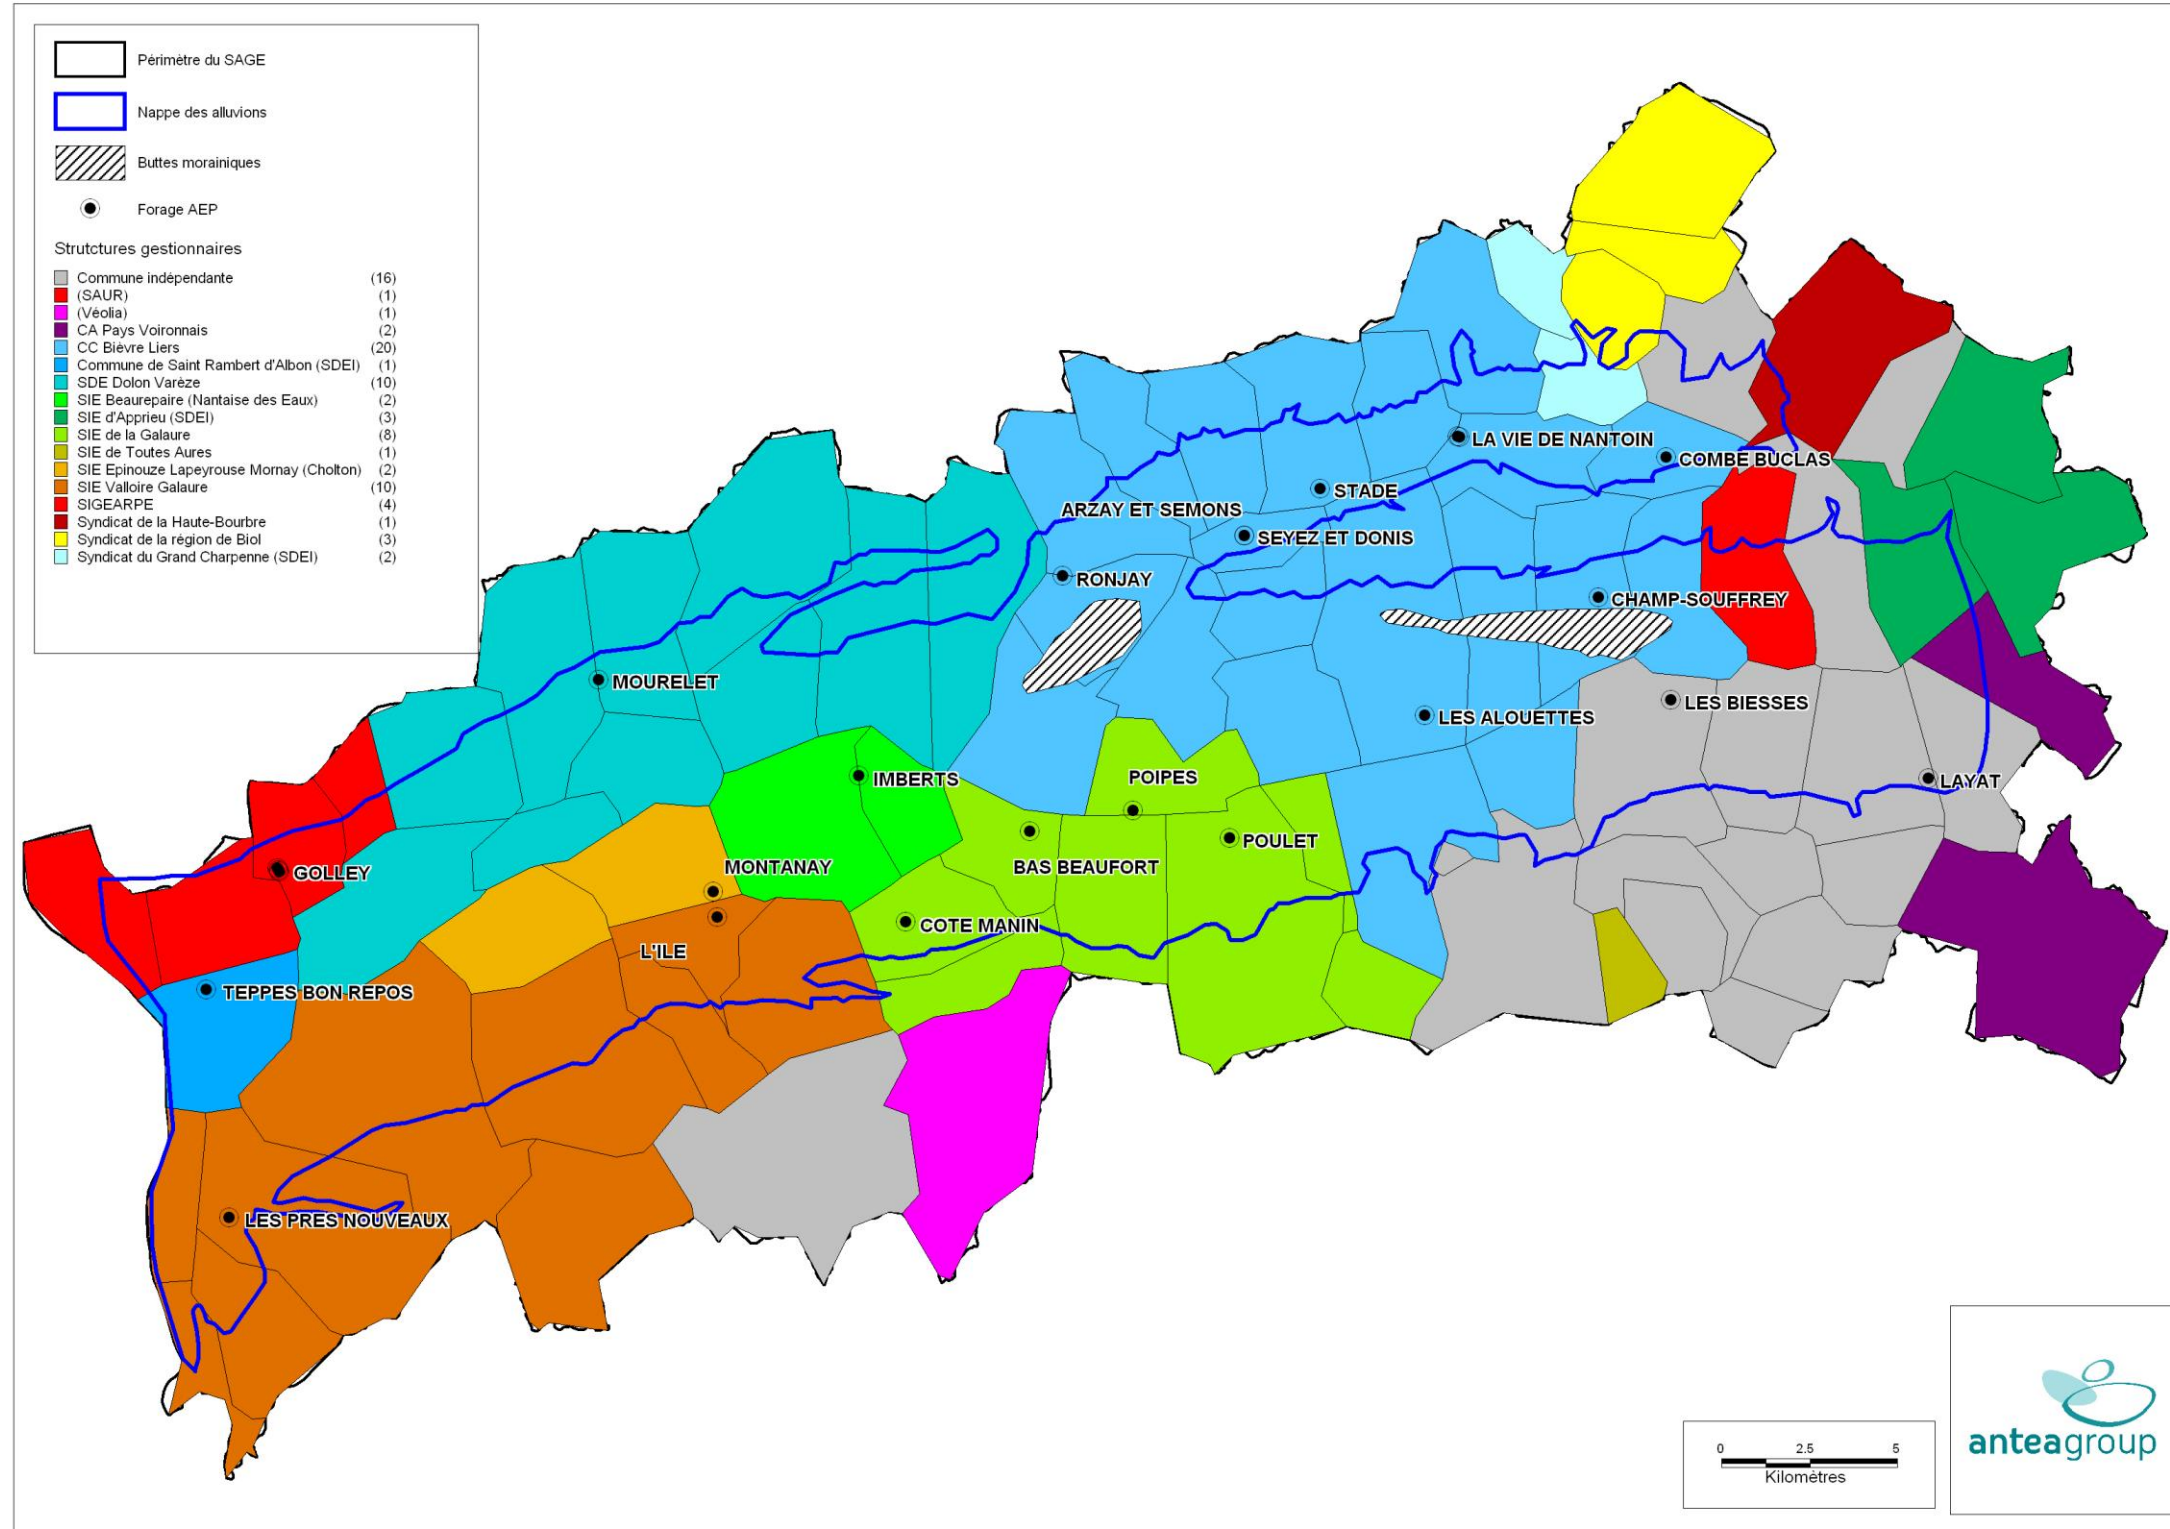 Périmètre du SAGE
Nappe des alluvions
Buttes morainiques
Forage AEP
Strutctures gestionnaires
Commune indépendante (16)
(SAUR) (1)
(Véolia) (1)
CA Pays Voironnais (2)
CC Bièvre Liers (20)
Commune de Saint Rambert d'Albon (SDEI) (1)
SDE Dolon Varèze (10)
SIE Beaurepaire (Nantaise des Eaux) (2)
SIE d'Apprieu (SDEI) (3)
SIE de la Galaure (8)
SIE de Toutes Aures (1)
SIE Epinouze Lapeyrouse Mornay (Cholton) (2)
SIE Valloire Galaure (10)
SIGEARPE (4)
Syndicat de la Haute-Bourbre (1)
Syndicat de la région de Biol (3)
Syndicat du Grand Charpenne (SDEI) (2)
LA VIE DE NANTOIN
COMBE BUCLAS
STADE
ARZAY ET SEMONS
SEYEZ ET DONIS
RONJAY
CHAMP-SOUFFREY
MOURELET
LES BIESSES
LES ALOUETTES
IMBERTS
POIPES
LAYAT
POULET
MONTANAY
BAS BEAUFORT
GOLLEY
COTE MANIN
L'ILE
TEPPES BON REPOS
LES PRES NOUVEAUX
0 2.5 5
Kilomètres
anteagroup